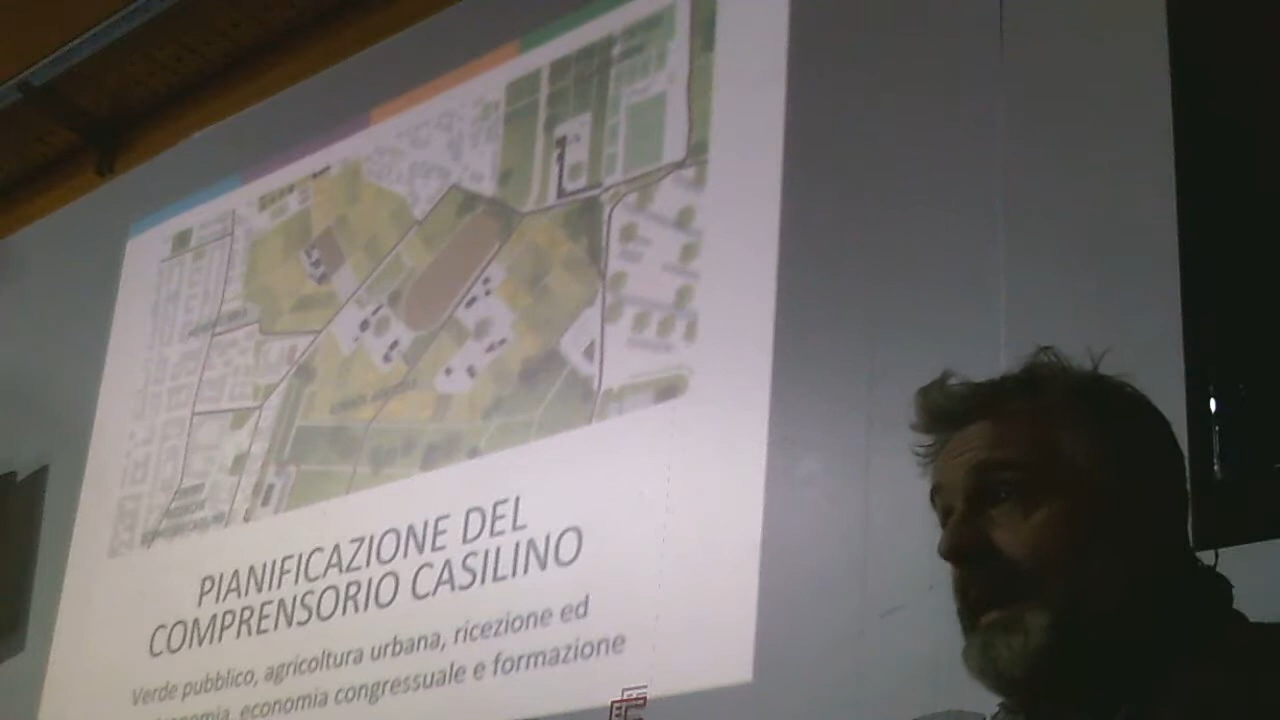 PIANIFICAZIONE DEL
COMPRENSORIO CASILINO
Verde pubblico, agricoltura urbana, ricezione ed
economia congressuale e formazione